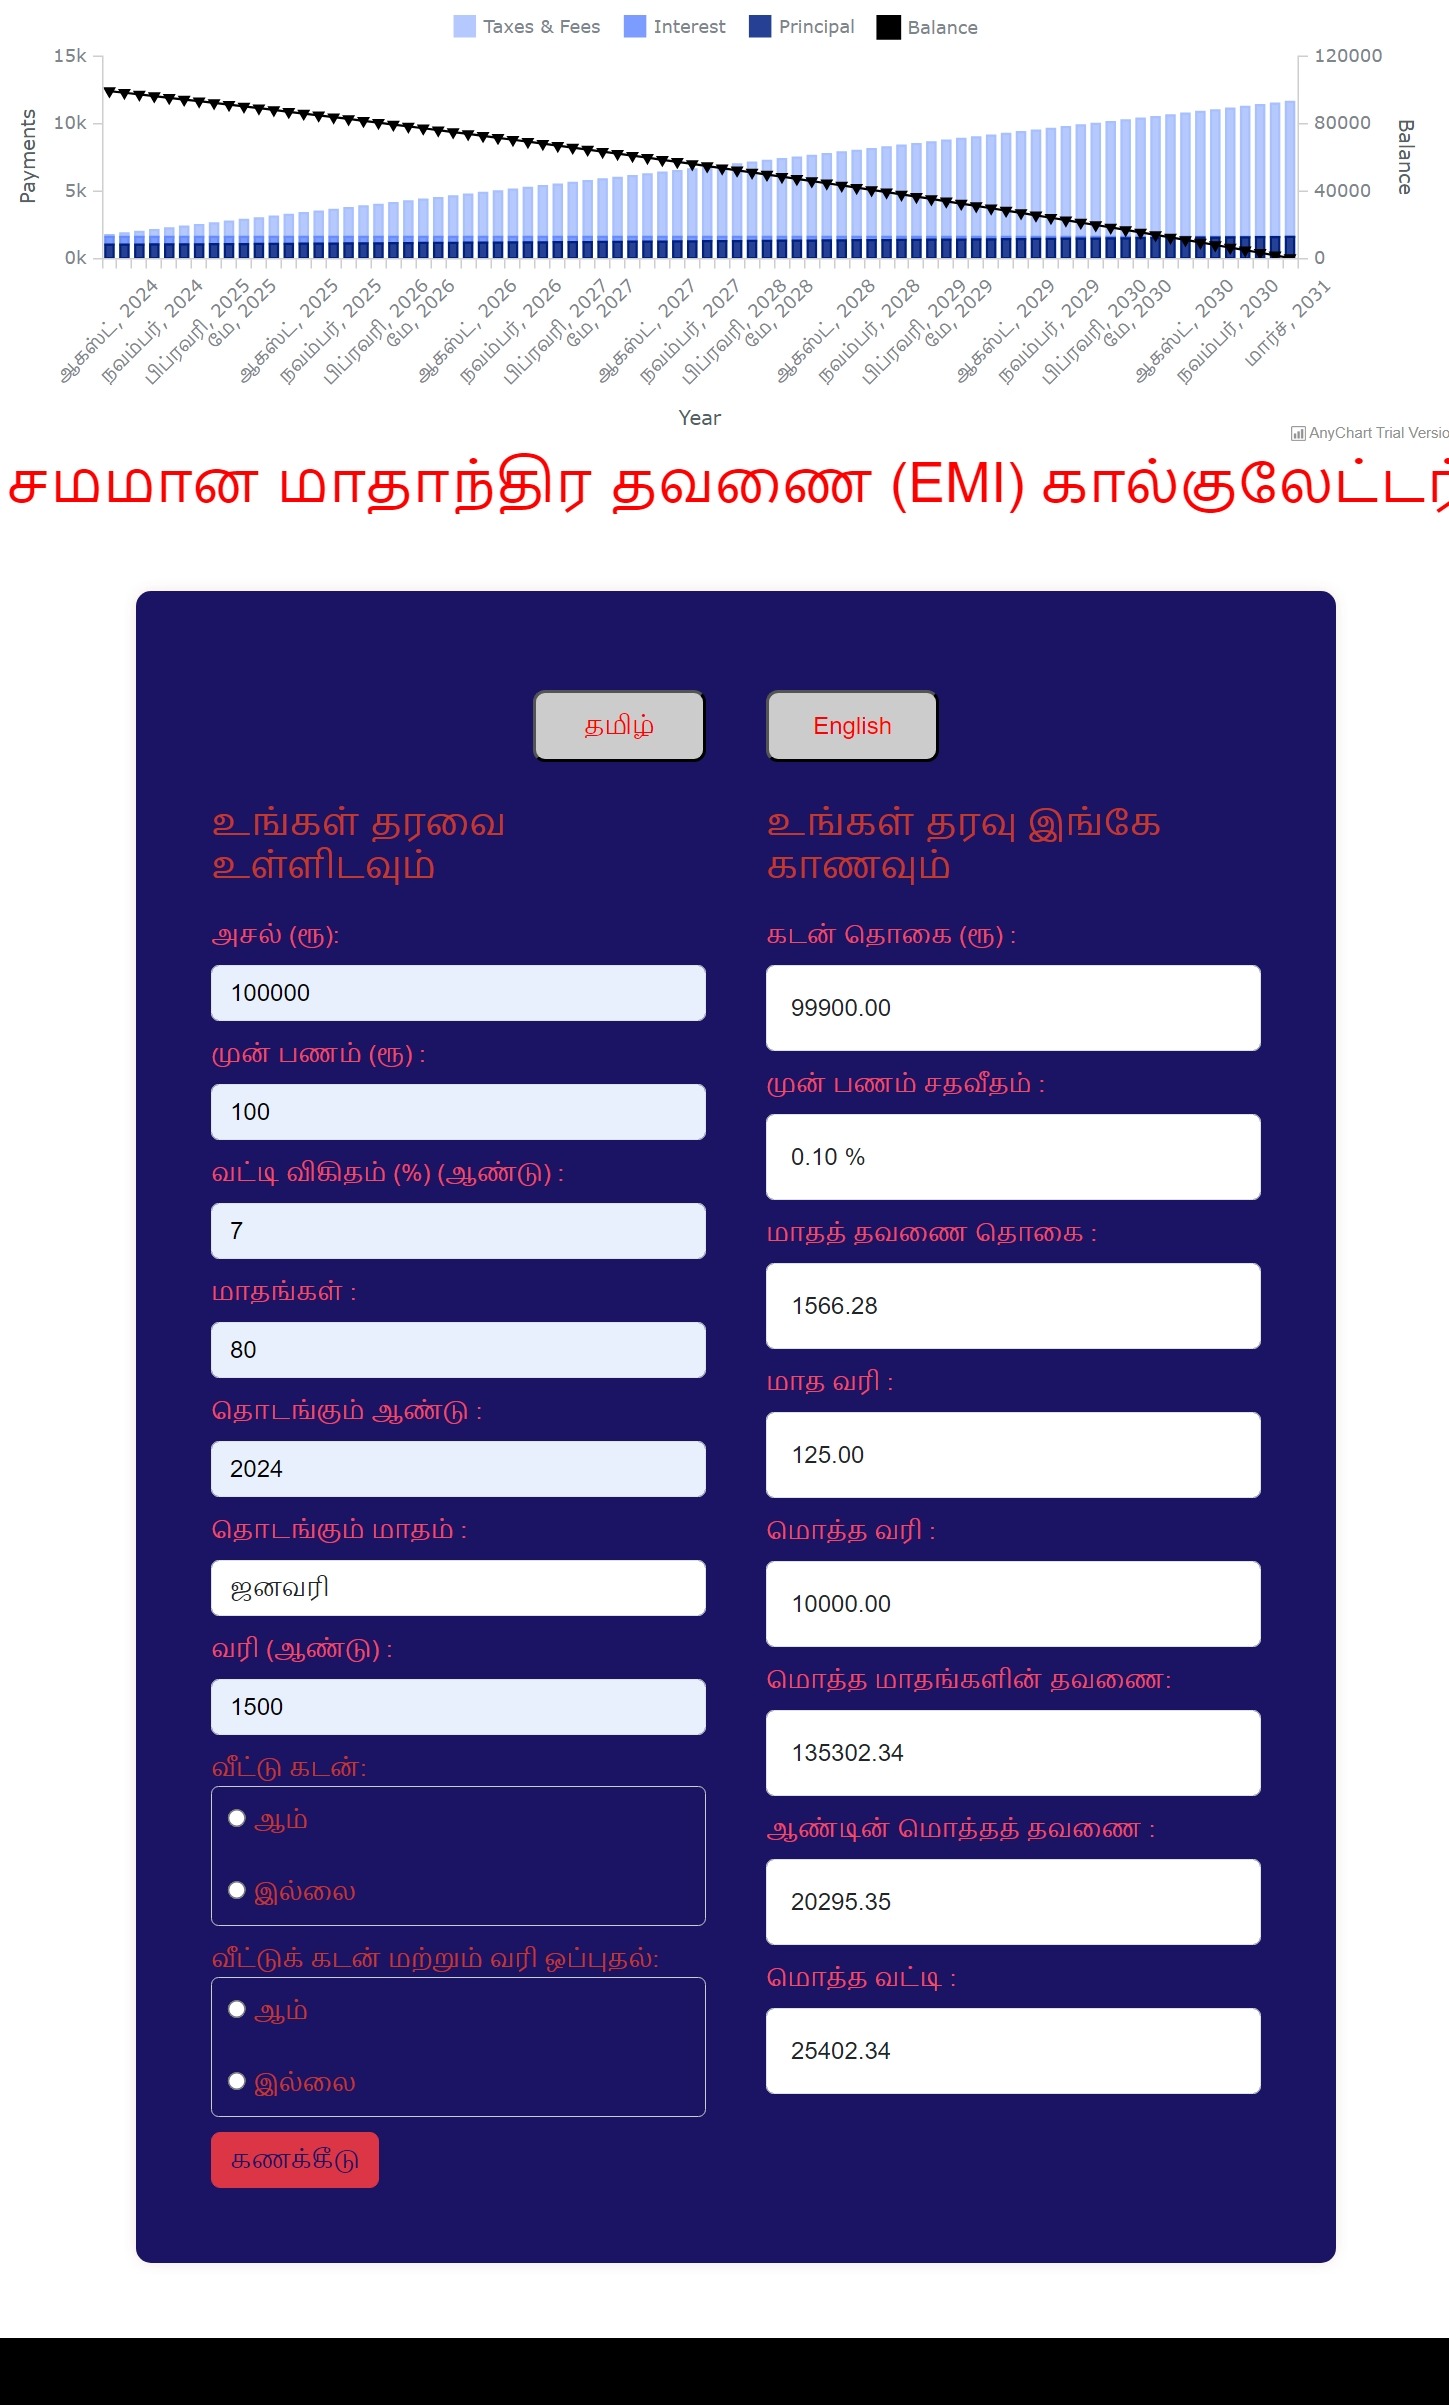 Taxes & Fees Interest Principal Balance
15k
10k
5k
0k
Payments
120000
80000
40000
0
Balance
ஆகஸ்ட், 2024
நவம்பர், 2024
பிப்ரவரி, 2025
மே, 2025
ஆகஸ்ட், 2025
நவம்பர், 2025
பிப்ரவரி, 2026
மே, 2026
ஆகஸ்ட், 2026
நவம்பர், 2026
பிப்ரவரி, 2027
மே, 2027
ஆகஸ்ட், 2027
நவம்பர், 2027
பிப்ரவரி, 2028
மே, 2028
ஆகஸ்ட், 2028
நவம்பர், 2028
பிப்ரவரி, 2029
மே, 2029
ஆகஸ்ட், 2029
நவம்பர், 2029
பிப்ரவரி, 2030
மே, 2030
ஆகஸ்ட், 2030
நவம்பர், 2030
மார்ச், 2031
Year
AnyChart Trial Versio
சமமான மாதாந்திர தவணை (EMI) கால்குலேட்டர்
தமிழ் English
உங்கள் தரவை
உள்ளிடவும்
அசல் (ரூ):
100000
முன் பணம் (ரூ) :
100
வட்டி விகிதம் (%) (ஆண்டு) :
7
மாதங்கள் :
80
தொடங்கும் ஆண்டு :
2024
தொடங்கும் மாதம் :
ஜனவரி
வரி (ஆண்டு) :
1500
வீட்டு கடன்:
ஆம்
இல்லை
வீட்டுக் கடன் மற்றும் வரி ஒப்புதல்:
ஆம்
இல்லை
கணக்கீடு
உங்கள் தரவு இங்கே
காணவும்
கடன் தொகை (ரூ) :
99900.00
முன் பணம் சதவீதம் :
0.10 %
மாதத் தவணை தொகை :
1566.28
மாத வரி :
125.00
மொத்த வரி :
10000.00
மொத்த மாதங்களின் தவணை:
135302.34
ஆண்டின் மொத்தத் தவணை :
20295.35
மொத்த வட்டி :
25402.34